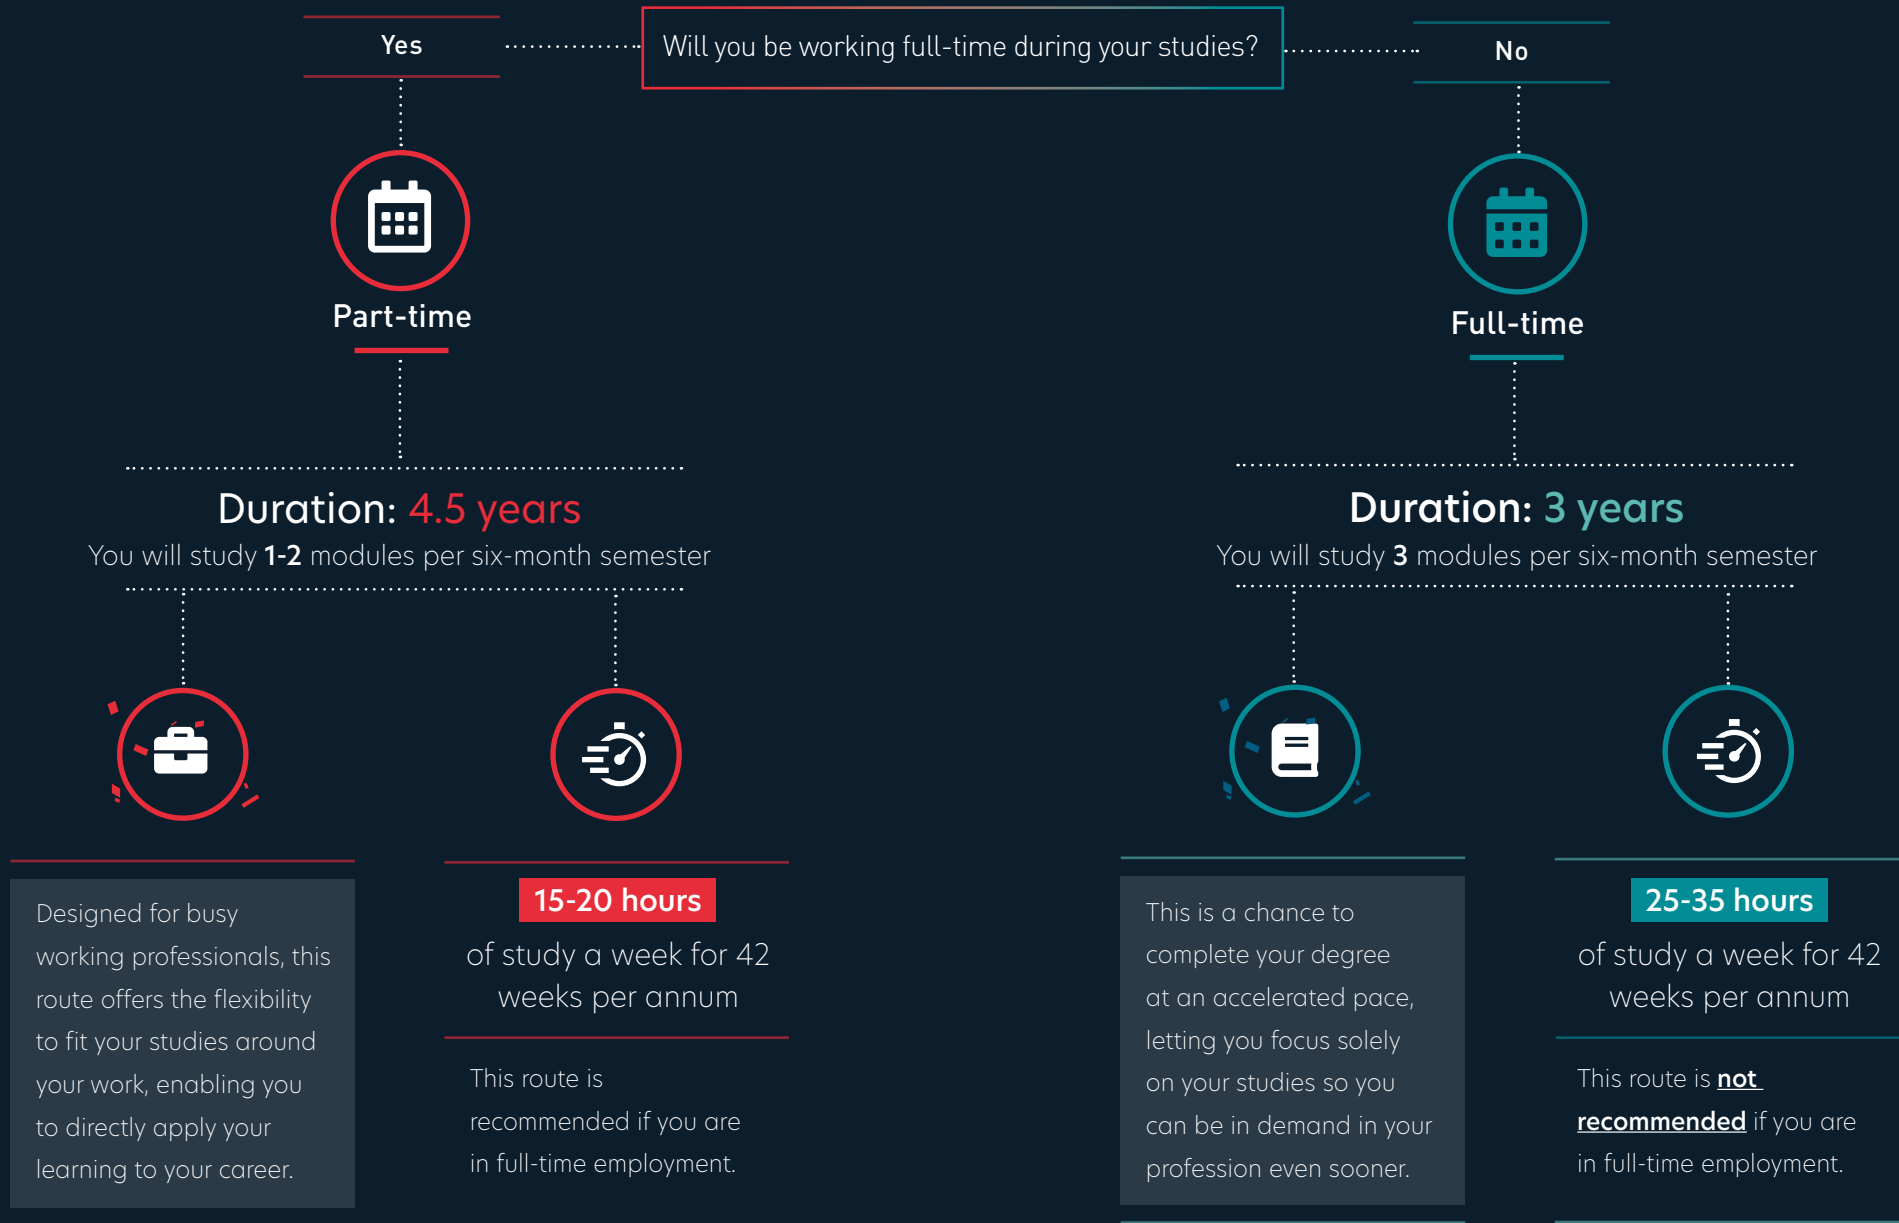 Will you be working full-time during your studies?
Yes
Part-time
Duration: 4.5 years
You will study 1-2 modules per six-month semester
Designed for busy
working professionals, this
route offers the flexibility
to fit your studies around
your work, enabling you
to directly apply your
learning to your career.
15-20 hours
of study a week for 42
weeks per annum
This route is
recommended if you are
in full-time employment.
No
Full-time
Duration: 3 years
You will study 3 modules per six-month semester
This is a chance to
complete your degree
at an accelerated pace,
letting you focus solely
on your studies so you
can be in demand in your
profession even sooner.
25-35 hours
of study a week for 42
weeks per annum
This route is not
recommended if you are
in full-time employment.